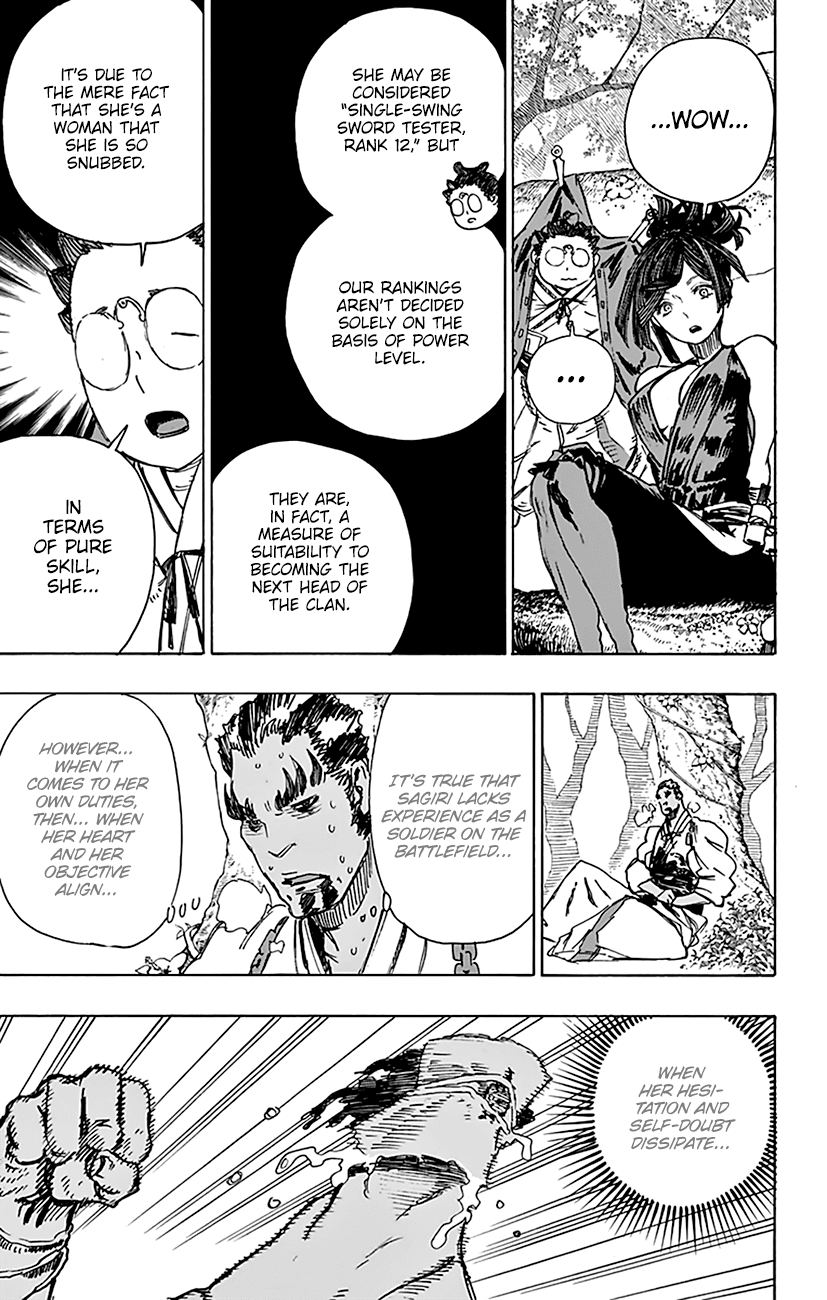 ...WOW...
...
SHE MAY BE
CONSIDERED
“SINGLE-SWING
SWORD TESTER,
RANK 12,” BUT
OUR RANKINGS
AREN'T DECIDED
SOLELY ON THE
BASIS OF POWER
LEVEL.
THEY ARE,
IN FACT, A
MEASURE OF
SUITABILITY TO
BECOMING THE
NEXT HEAD OF
THE CLAN.
IT'S DUE TO
THE MERE FACT
THAT SHE'S A
WOMAN THAT
SHE IS SO
SNUBBED.
IN
TERMS
OF PURE
SKILL,
SHE...
IT'S TRUE THAT
SAGIRI LACKS
EXPERIENCE AS A
SOLDIER ON THE
BATTLEFIELD...
HOWEVER...
WHEN IT
COMES TO HER
OWN DUTIES,
THEN... WHEN
HER HEART
AND HER
OBJECTIVE
ALIGN...
WHEN
HER HESI-
TATION AND
SELF-DOUBT
DISSIPATE...